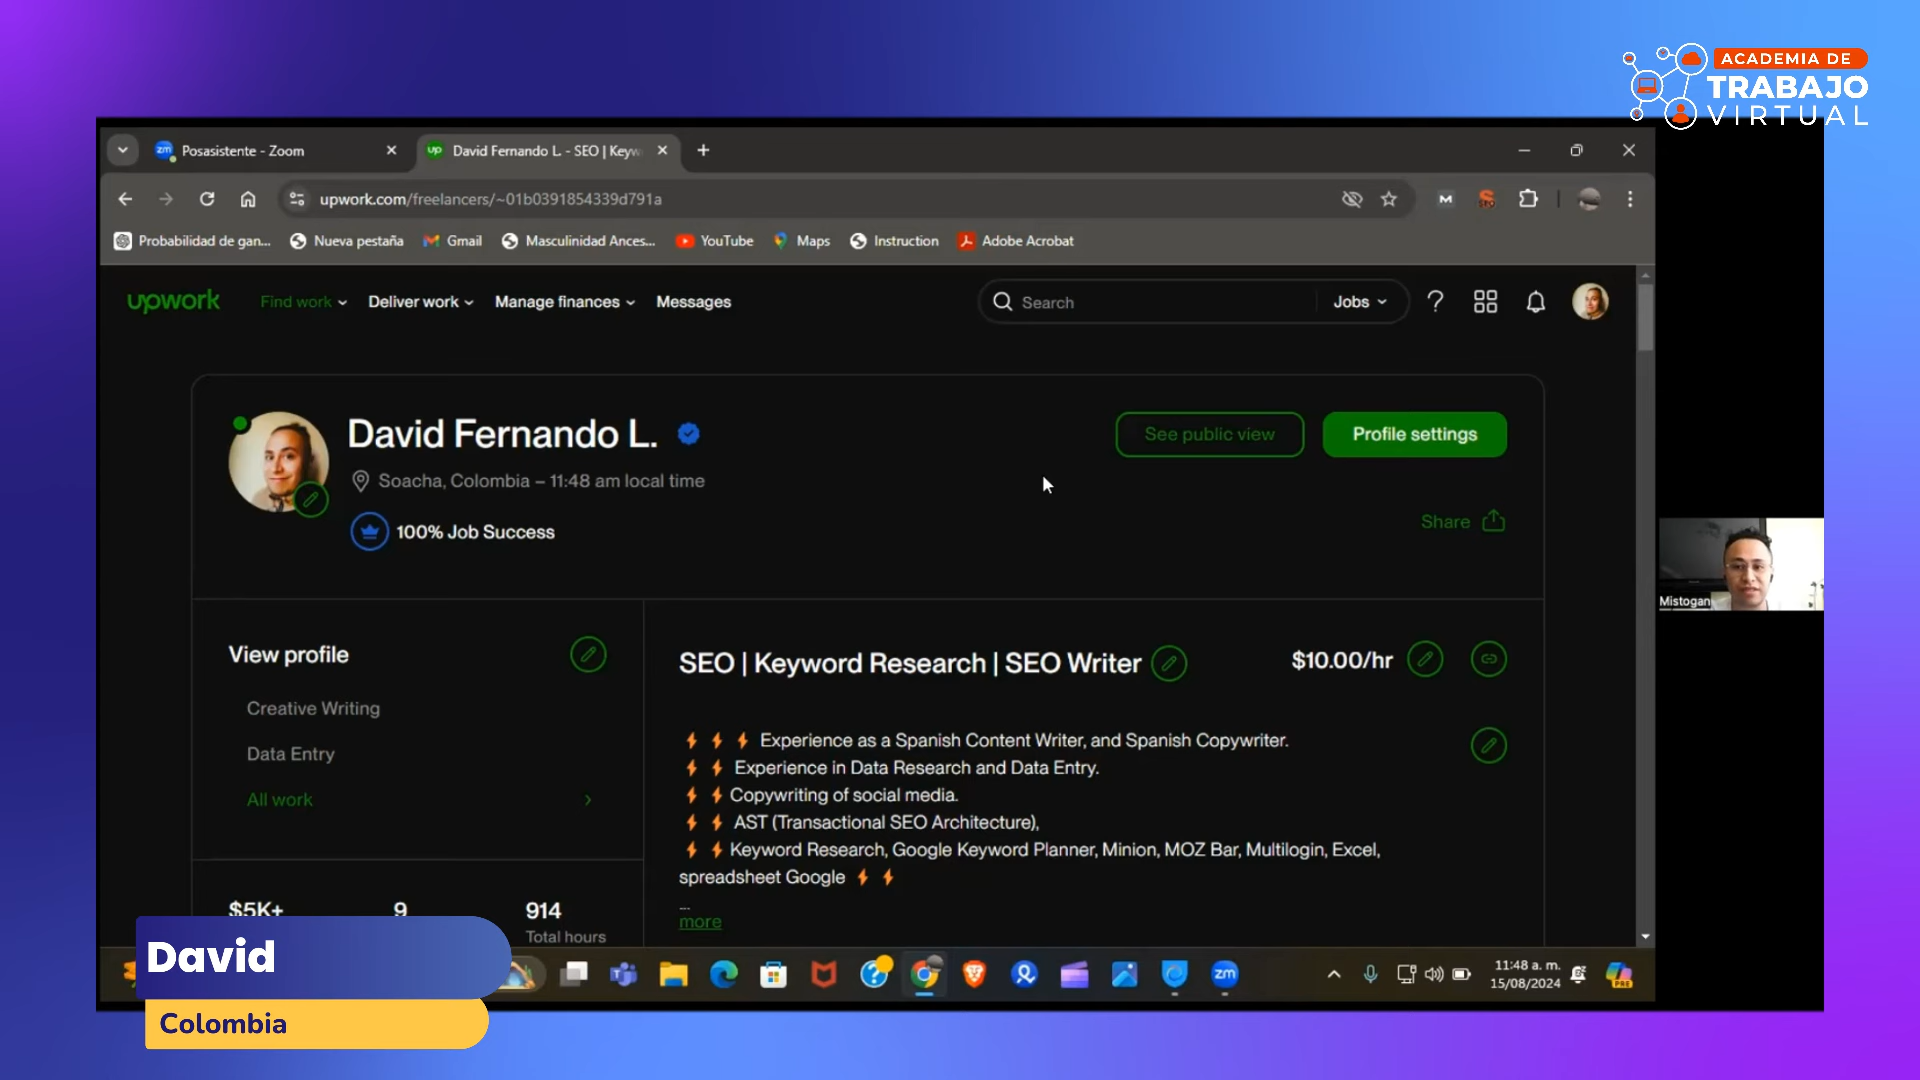 ACADEMIA DE
TRABAJO
VIRTUAL
Posasistente - Zoom
David Fernando L. - SEO | Keyw
upwork.com/freelancers/~01b0391854339d791a
Probabilidad de gan...
Nueva pestaña
Gmail
Masculinidad Ances...
YouTube
Maps
Instruction
Adobe Acrobat
upwork
Find work
Deliver work
Manage finances
Messages
Search
Jobs
David Fernando L.
See public view
Profile settings
Soacha, Colombia – 11:48 am local time
100% Job Success
Share
Mistogan
View profile
Creative Writing
Data Entry
All work
SEO | Keyword Research | SEO Writer
$10.00/hr
⚡ ⚡ ⚡ Experience as a Spanish Content Writer, and Spanish Copywriter.
⚡ ⚡ Experience in Data Research and Data Entry.
⚡ ⚡ Copywriting of social media.
⚡ ⚡ AST (Transactional SEO Architecture),
⚡ ⚡ Keyword Research, Google Keyword Planner, Minion, MOZ Bar, Multilogin, Excel,
spreadsheet Google ⚡ ⚡
...
more
$5K+
9
914
Total hours
David
Colombia
zm
11:48 a. m.
15/08/2024